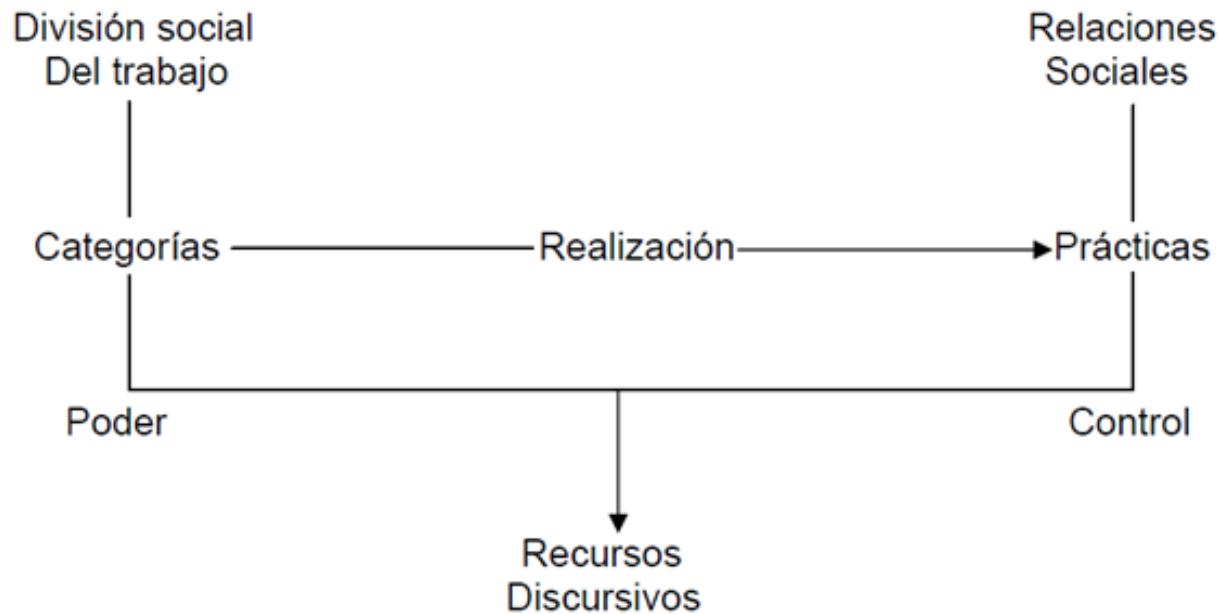 División social
Del trabajo
Relaciones
Sociales
Categorías
Realización
Prácticas
Poder
Control
Recursos
Discursivos